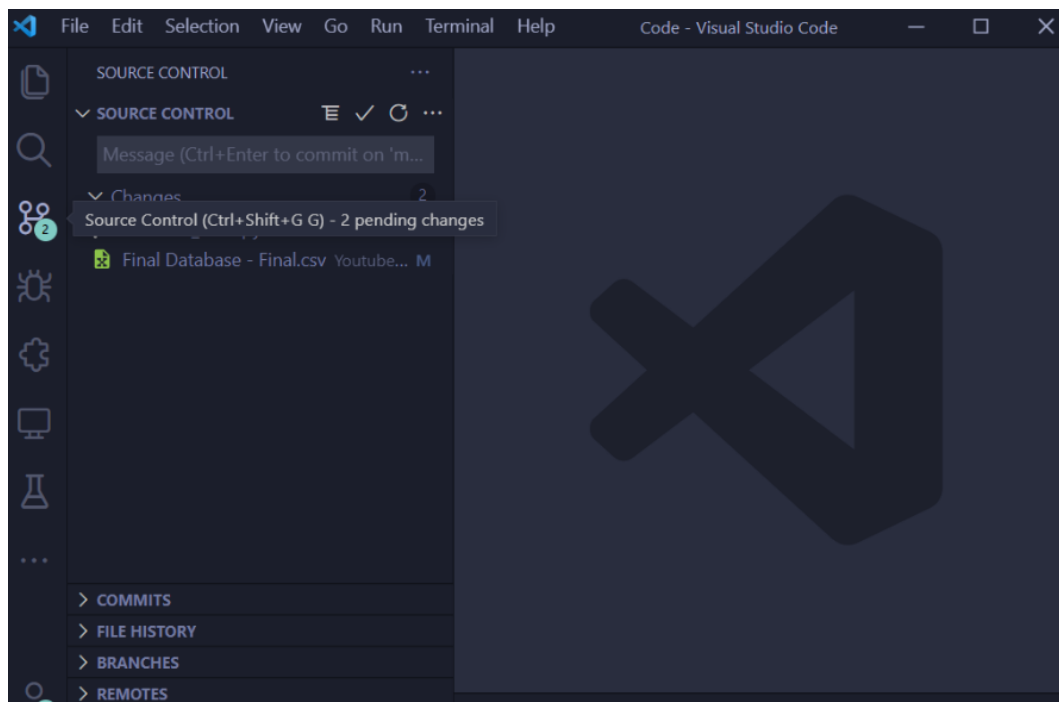 File Edit Selection View Go Run Terminal Help Code - Visual Studio Code
SOURCE CONTROL
SOURCE CONTROL
Message (Ctrl+Enter to commit on 'm...
Changes 2
Source Control (Ctrl+Shift+G G) - 2 pending changes
2
Final Database - Final.csv Youtube... M
COMMITS
FILE HISTORY
BRANCHES
REMOTES